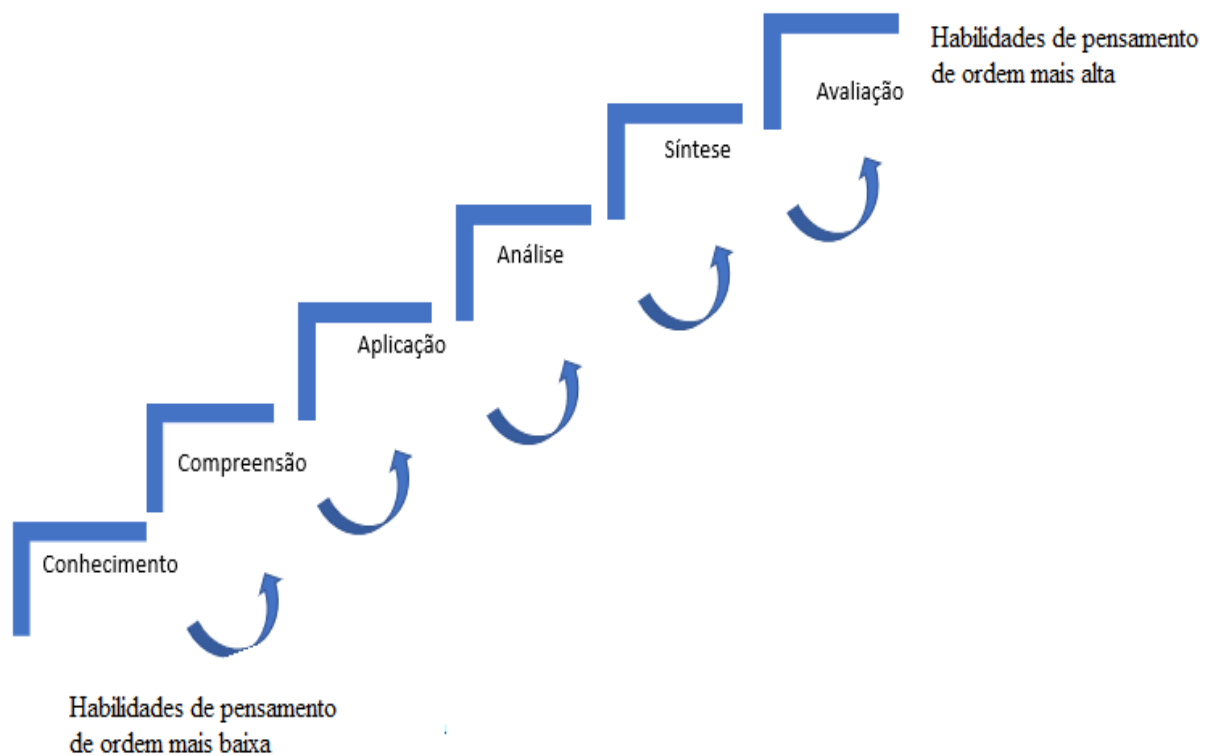 Habilidades de pensamento
de ordem mais alta
Avaliação
Síntese
Análise
Aplicação
Compreensão
Conhecimento
Habilidades de pensamento
de ordem mais baixa